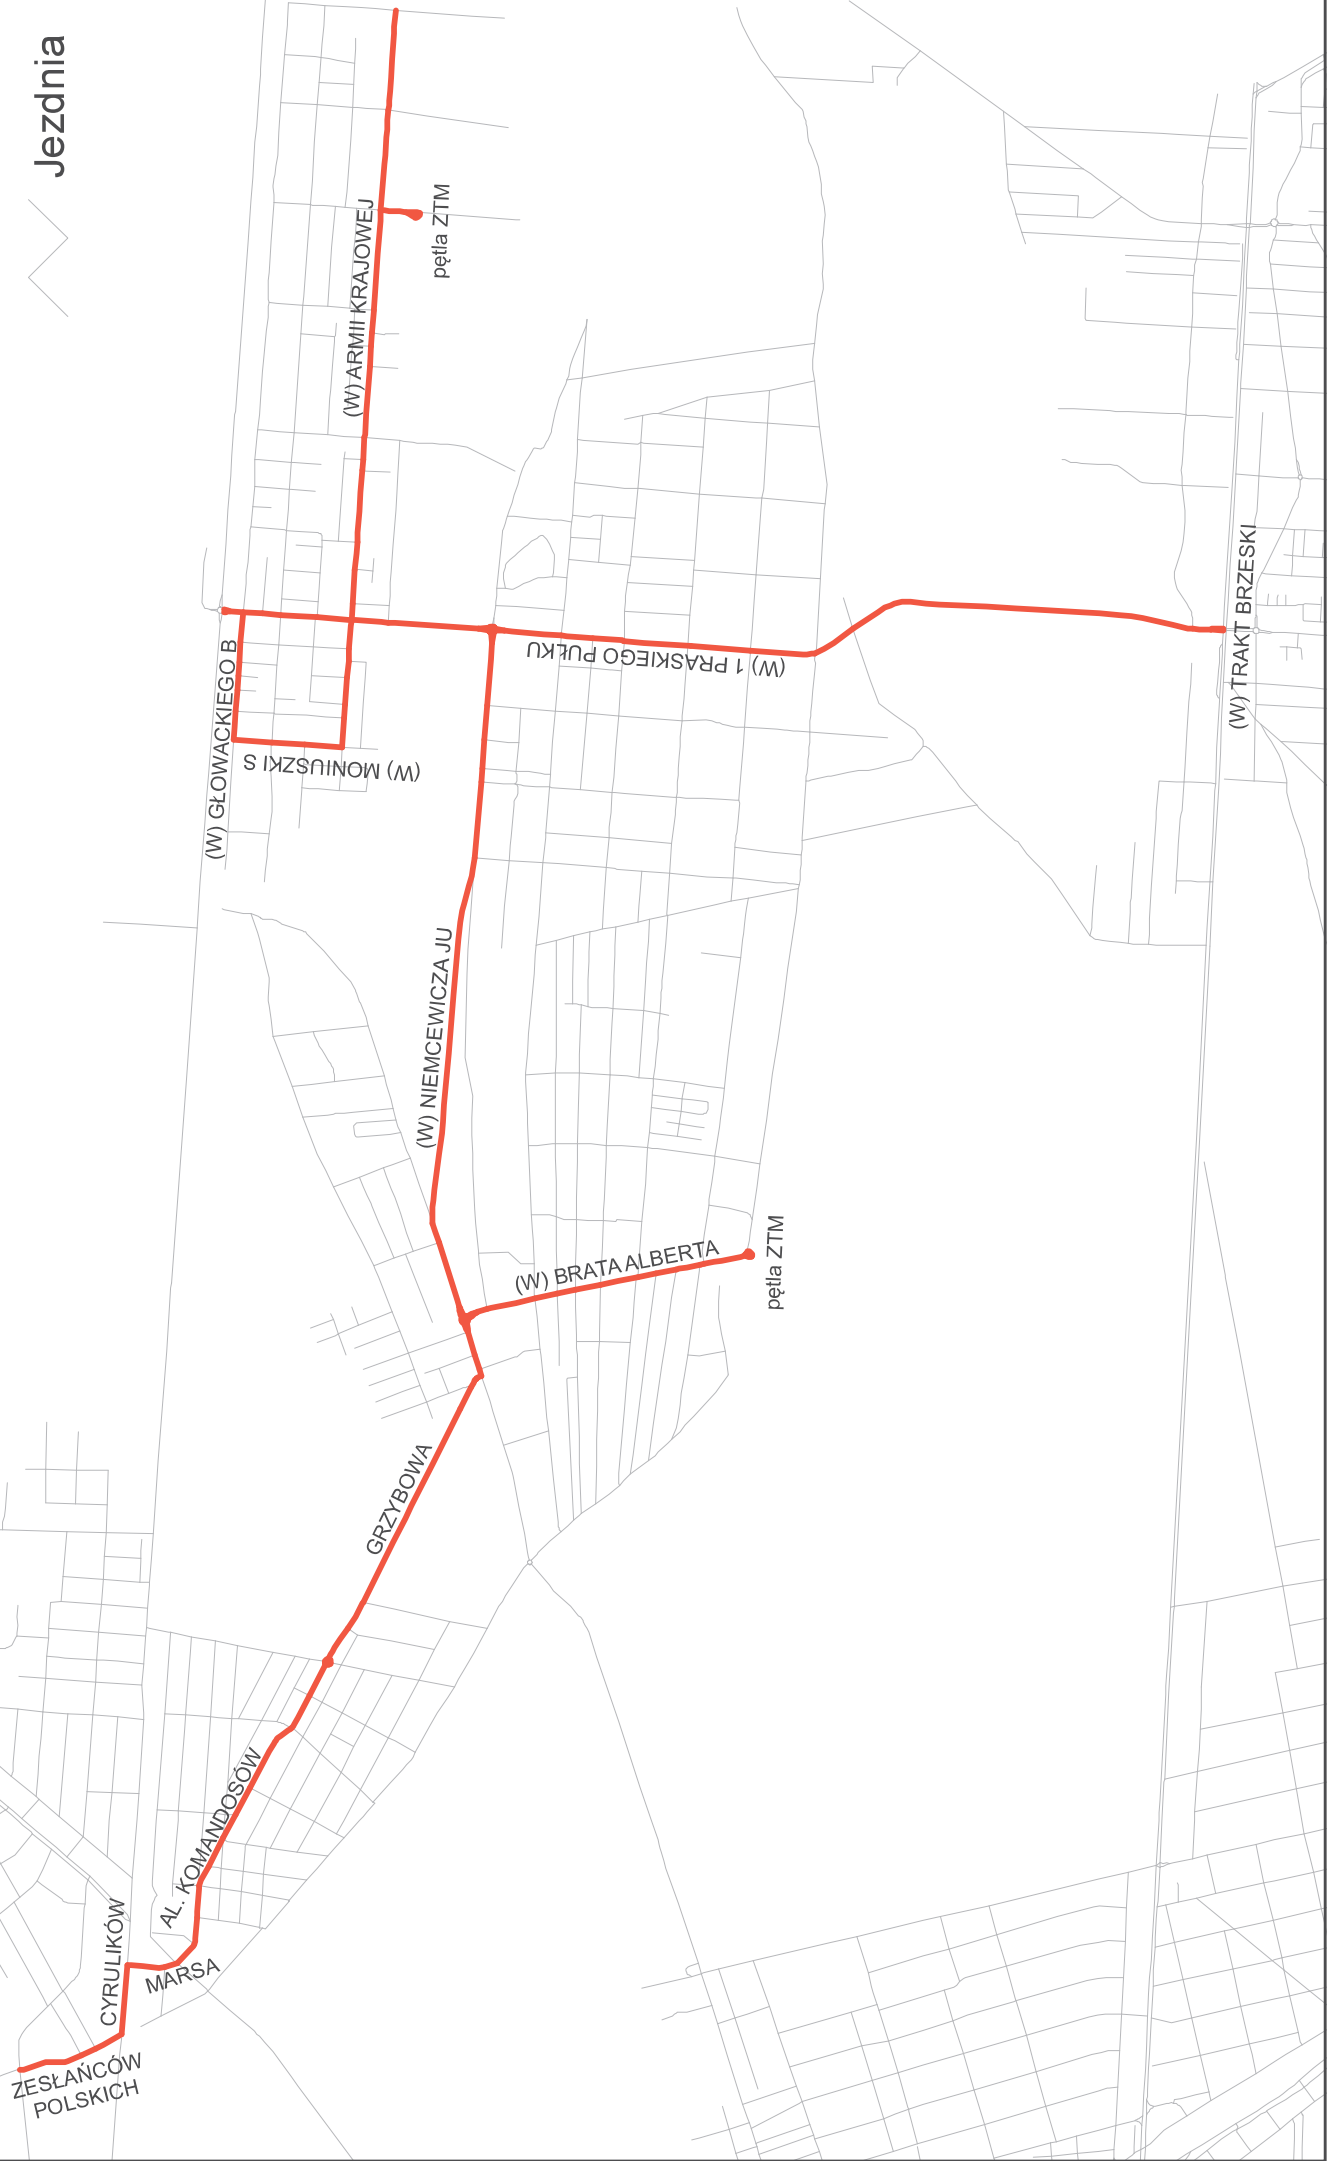 Jezdnia
(W) ARMII KRAJOWEJ
pętla ZTM
(W) GŁOWACKIEGO B
(W) MONIUSZKI S
(W) 1 PRASKIEGO PUŁKU
(W) TRAKT BRZESKI
(W) NIEMCEWICZA JU
(W) BRATA ALBERTA
pętla ZTM
GRZYBOWA
AL. KOMANDOSÓW
CYRULIKÓW
MARSA
ZESŁAŃCÓW
POLSKICH